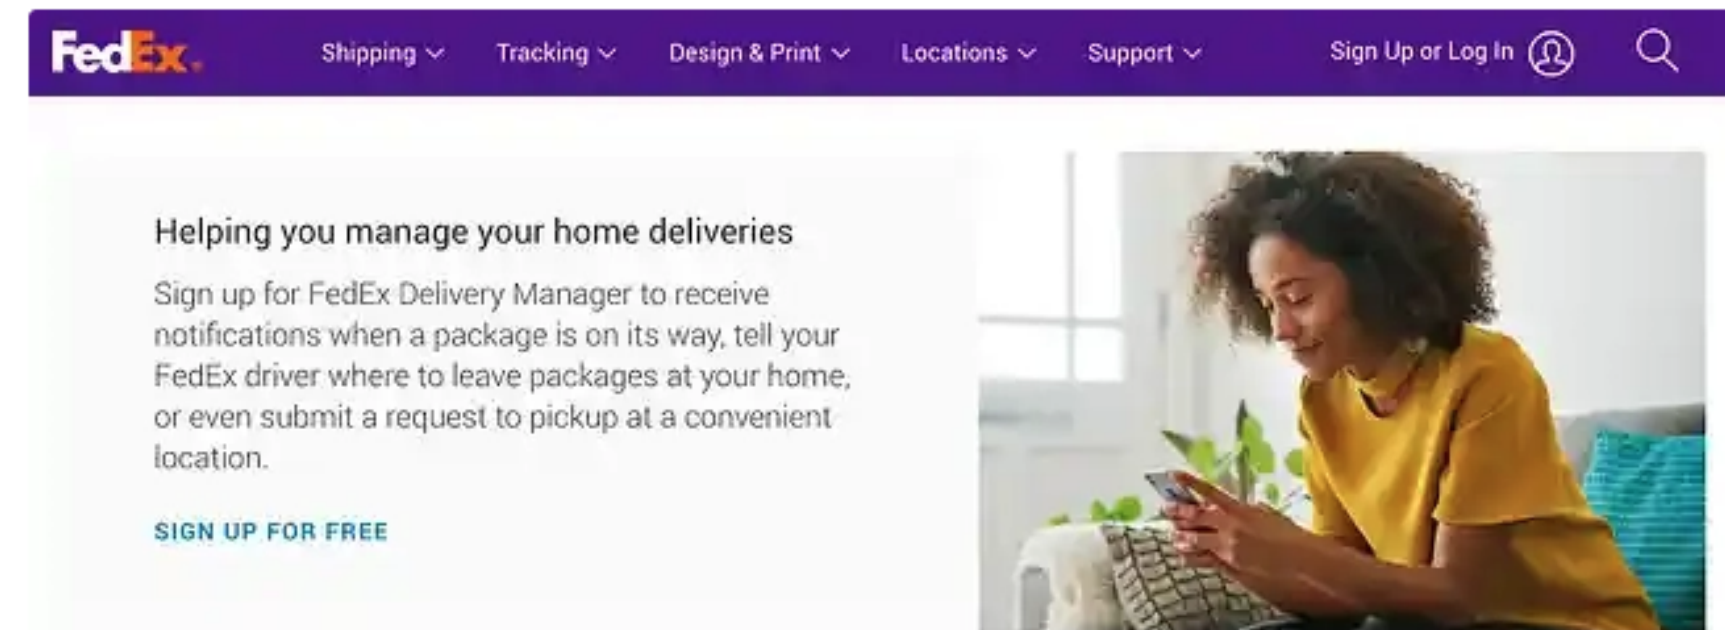 FedEx
Shipping
Tracking
Design & Print
Locations
Support
Sign Up or Log In
Helping you manage your home deliveries
Sign up for FedEx Delivery Manager to receive
notifications when a package is on its way, tell your
FedEx driver where to leave packages at your home,
or even submit a request to pickup at a convenient
location.
SIGN UP FOR FREE